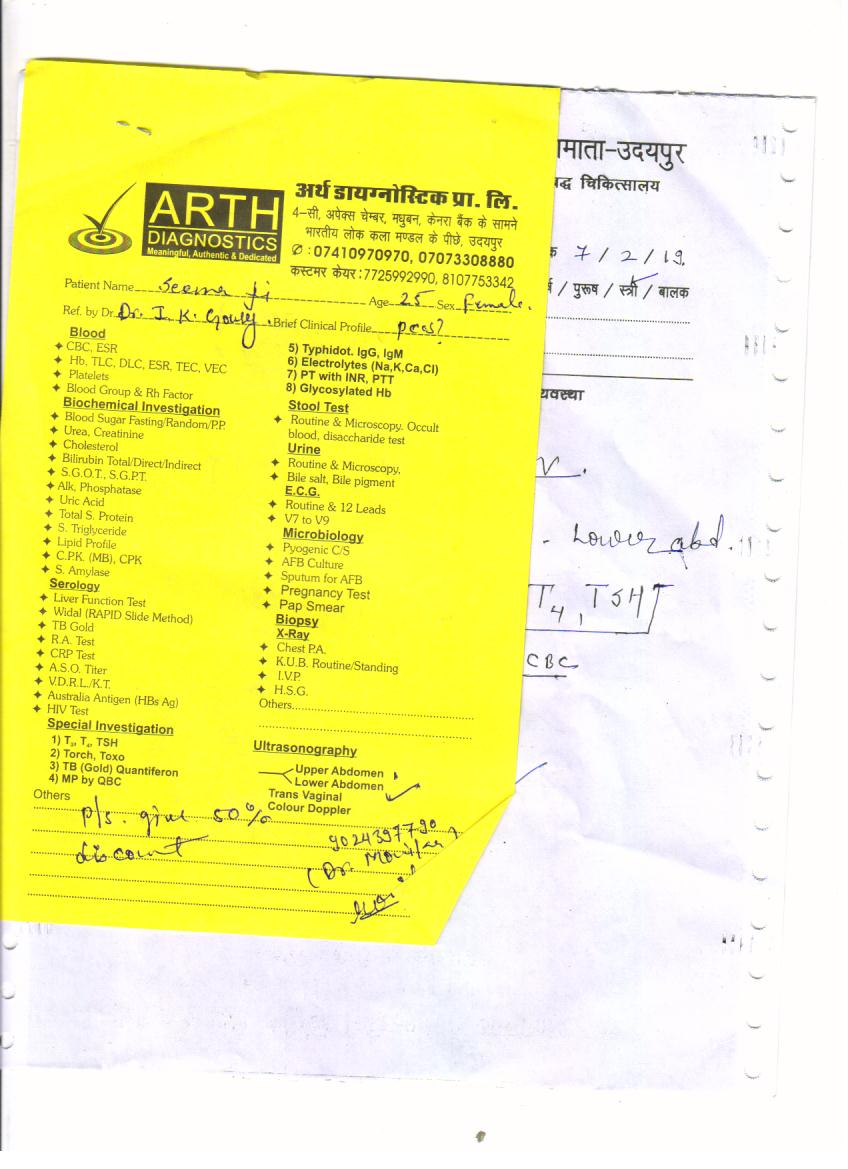 ARTH
DIAGNOSTICS
Meaningful, Authentic & Dedicated
अर्थ डायग्नोस्टिक प्रा. लि.
4-सी, अपेक्स चेम्बर, मधुबन, केनरा बैंक के सामने
भारतीय लोक कला मण्डल के पीछे, उदयपुर
✆ : 07410970970, 07073308880
कस्टमर केयर : 7725992990, 8107753342
Patient Name Seema ji Age 25 Sex Female.
Ref. by Dr. Dr. I. K. Brief Clinical Profile pcos?
Blood
✦ CBC, ESR
✦ Hb, TLC, DLC, ESR, TEC, VEC
✦ Platelets
✦ Blood Group & Rh Factor
Biochemical Investigation
✦ Blood Sugar Fasting/Random/P.P.
✦ Urea, Creatinine
✦ Cholesterol
✦ Bilirubin Total/Direct/Indirect
✦ S.G.O.T., S.G.P.T.
✦ Alk, Phosphatase
✦ Uric Acid
✦ Total S. Protein
✦ S. Triglyceride
✦ Lipid Profile
✦ C.P.K. (MB), CPK
✦ S. Amylase
Serology
✦ Liver Function Test
✦ Widal (RAPID Slide Method)
✦ TB Gold
✦ R.A. Test
✦ CRP Test
✦ A.S.O. Titer
✦ V.D.R.L./K.T.
✦ Australia Antigen (HBs Ag)
✦ HIV Test
Special Investigation
1) T3, T4, TSH
2) Torch, Toxo
3) TB (Gold) Quantiferon
4) MP by QBC
5) Typhidot. IgG, IgM
6) Electrolytes (Na,K,Ca,Cl)
7) PT with INR, PTT
8) Glycosylated Hb
Stool Test
✦ Routine & Microscopy. Occult
blood, disaccharide test
Urine
✦ Routine & Microscopy,
✦ Bile salt, Bile pigment
E.C.G.
✦ Routine & 12 Leads
✦ V7 to V9
Microbiology
✦ Pyogenic C/S
✦ AFB Culture
✦ Sputum for AFB
✦ Pregnancy Test
✦ Pap Smear
Biopsy
X-Ray
✦ Chest P.A.
✦ K.U.B. Routine/Standing
✦ I.V.P.
✦ H.S.G.
Others
Ultrasonography
Upper Abdomen
Lower Abdomen
Trans Vaginal
Colour Doppler
Others
p/s. give 50%
discount
9024397790
माता-उदयपुर
द्ध चिकित्सालय
क 7/2/19.
/ पुरूष / स्त्री / बालक
यवस्था
- Lower abd.
T4, TSH
CBC